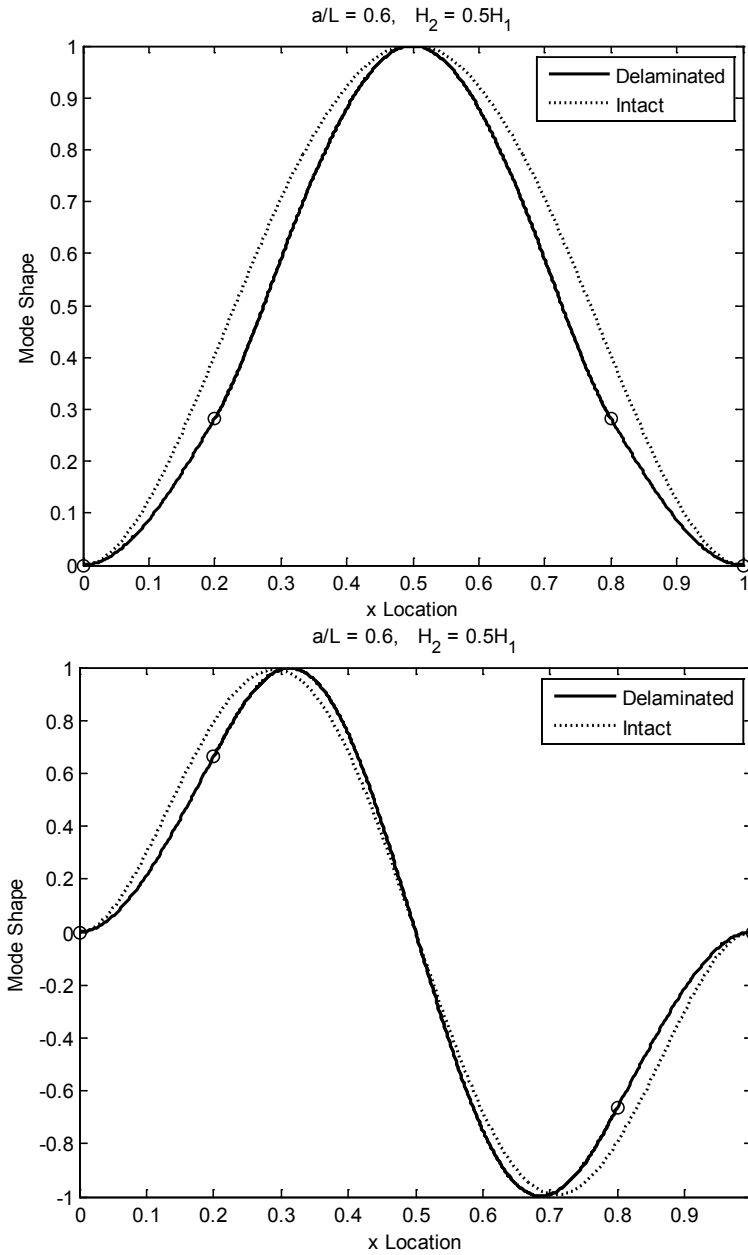 a/L = 0.6, H2 = 0.5H1
1
0.9
0.8
0.7
0.6
0.5
0.4
0.3
0.2
0.1
0
Mode Shape
Delaminated
Intact
0 0.1 0.2 0.3 0.4 0.5 0.6 0.7 0.8 0.9 1
x Location
a/L = 0.6, H2 = 0.5H1
1
0.8
0.6
0.4
0.2
0
-0.2
-0.4
-0.6
-0.8
-1
Mode Shape
Delaminated
Intact
0 0.1 0.2 0.3 0.4 0.5 0.6 0.7 0.8 0.9
x Location